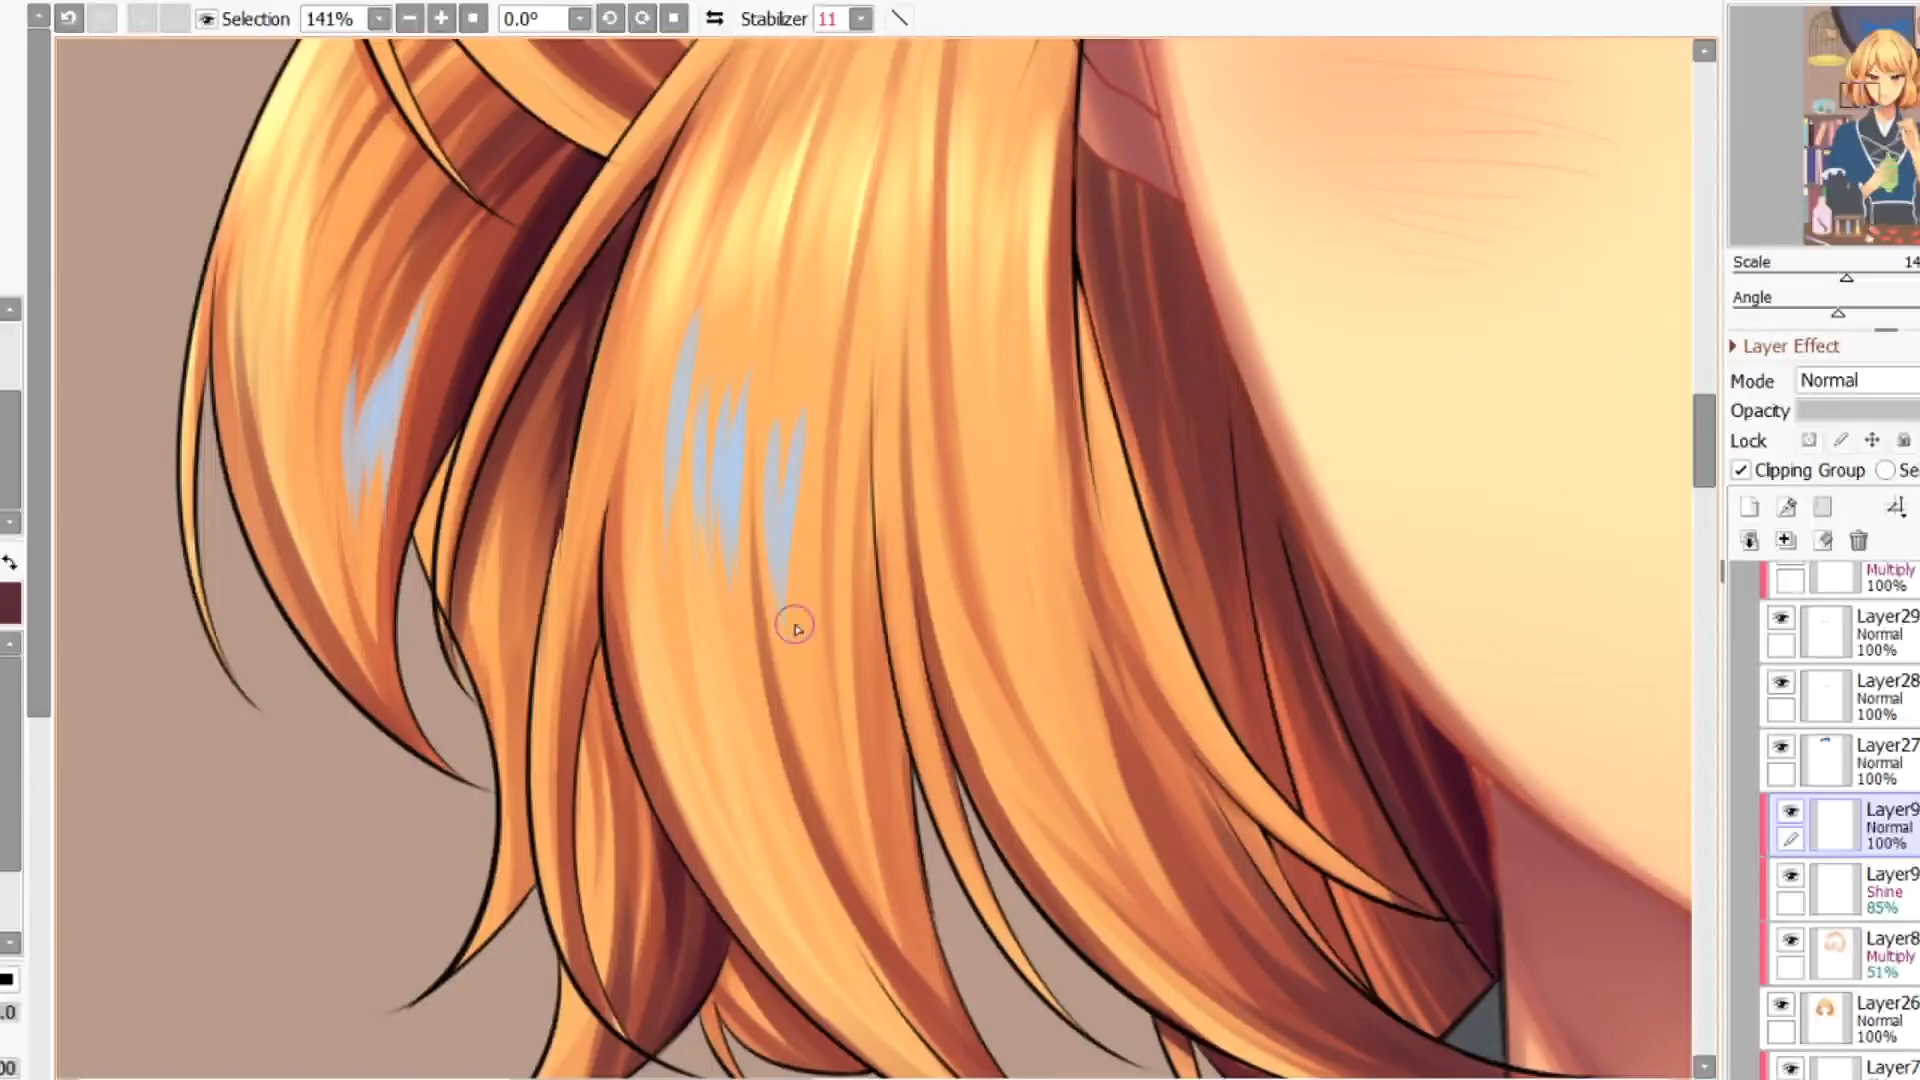 Selection 141% 0.0° Stabilizer 11
Scale 14
Angle
Layer Effect
Mode Normal
Opacity
Lock
Clipping Group Se
Multiply
100%
Layer29
Normal
100%
Layer28
Normal
100%
Layer27
Normal
100%
Layer9
Normal
100%
Layer9
Shine
85%
Layer8
Multiply
51%
Layer26
Normal
100%
Layer7
.0
00